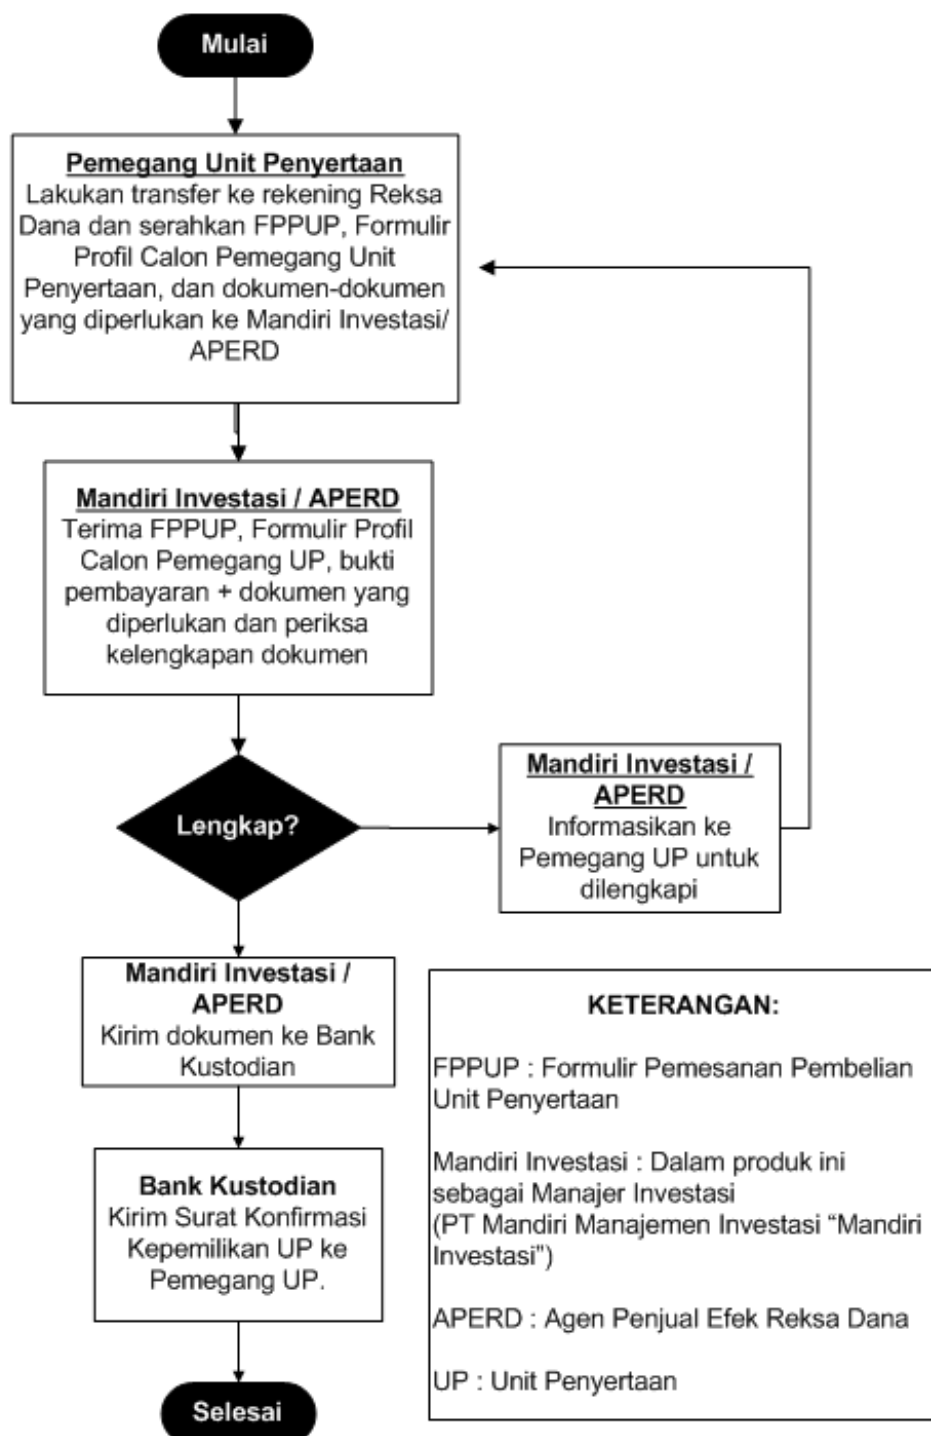 Mulai
Pemegang Unit Penyertaan
Lakukan transfer ke rekening Reksa
Dana dan serahkan FPPUP, Formulir
Profil Calon Pemegang Unit
Penyertaan, dan dokumen-dokumen
yang diperlukan ke Mandiri Investasi/
APERD
Mandiri Investasi / APERD
Terima FPPUP, Formulir Profil
Calon Pemegang UP, bukti
pembayaran + dokumen yang
diperlukan dan periksa
kelengkapan dokumen
Lengkap?
Mandiri Investasi /
APERD
Informasikan ke
Pemegang UP untuk
dilengkapi
Mandiri Investasi /
APERD
Kirim dokumen ke Bank
Kustodian
Bank Kustodian
Kirim Surat Konfirmasi
Kepemilikan UP ke
Pemegang UP.
Selesai
KETERANGAN:
FPPUP : Formulir Pemesanan Pembelian
Unit Penyertaan
Mandiri Investasi : Dalam produk ini
sebagai Manajer Investasi
(PT Mandiri Manajemen Investasi “Mandiri
Investasi”)
APERD : Agen Penjual Efek Reksa Dana
UP : Unit Penyertaan